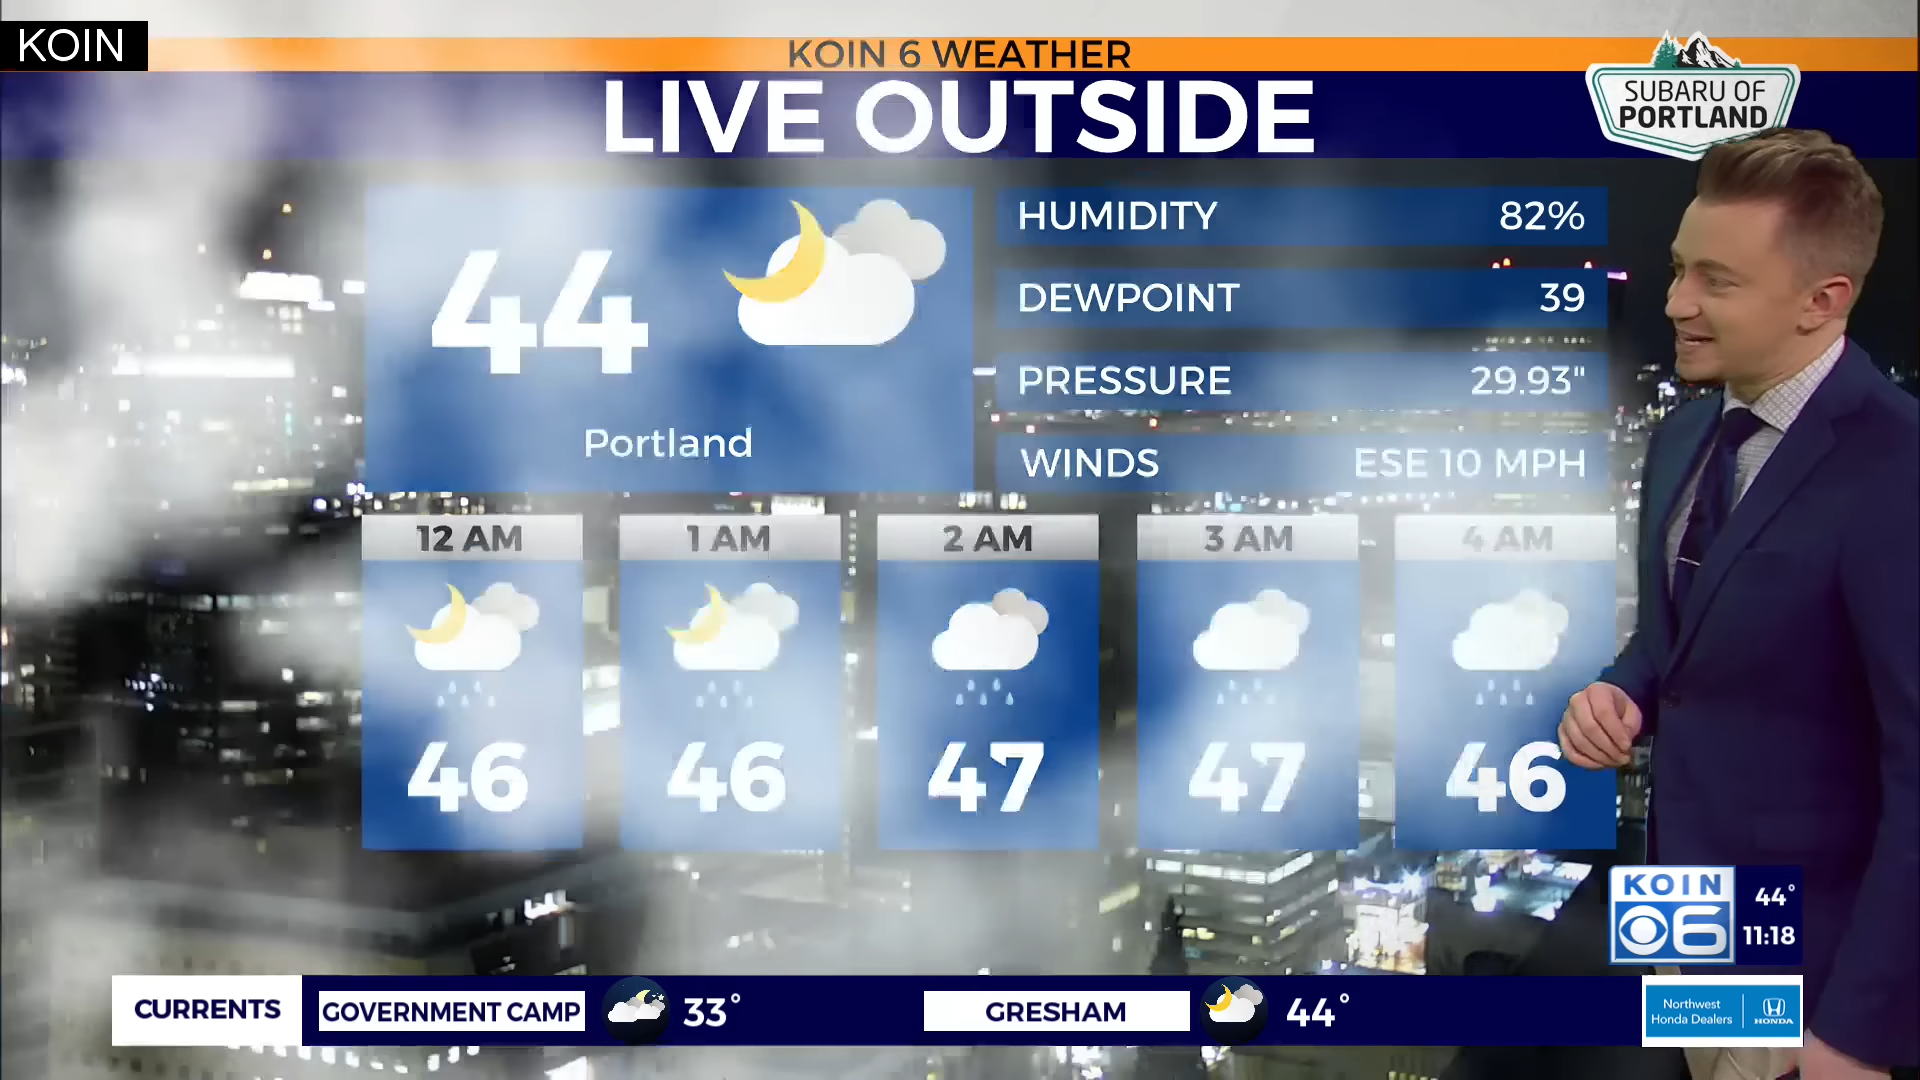 KOIN
KOIN 6 WEATHER
LIVE OUTSIDE
SUBARU OF
PORTLAND
44
Portland
HUMIDITY 82%
DEWPOINT 39
PRESSURE 29.93"
WINDS ESE 10 MPH
12 AM 1 AM 2 AM 3 AM 4 AM
46 46 47 47 46
KOIN
6
44°
11:18
CURRENTS GOVERNMENT CAMP 33° GRESHAM 44°
Northwest
Honda Dealers
HONDA